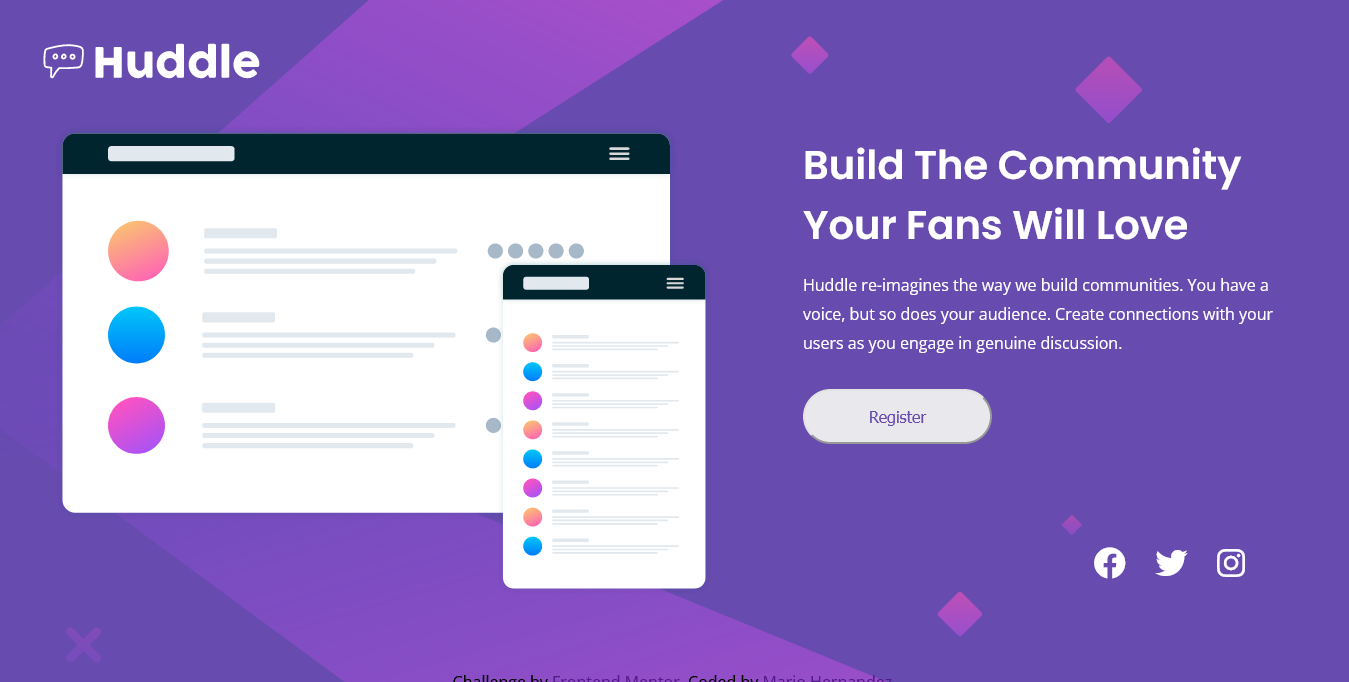 Huddle
Build The Community
Your Fans Will Love
Huddle re-imagines the way we build communities. You have a
voice, but so does your audience. Create connections with your
users as you engage in genuine discussion.
Register
Challenge by Frontend Mentor. Coded by Mario Hernandez.